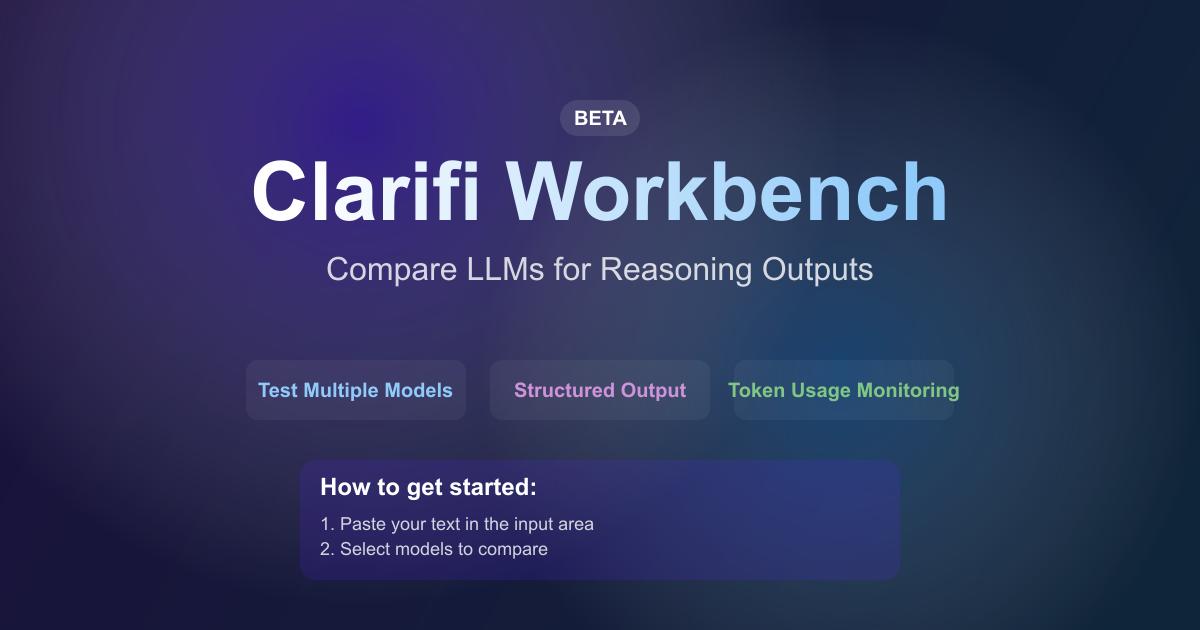 BETA
Clarifi Workbench
Compare LLMs for Reasoning Outputs
Test Multiple Models
Structured Output
Token Usage Monitoring
How to get started:
1. Paste your text in the input area
2. Select models to compare